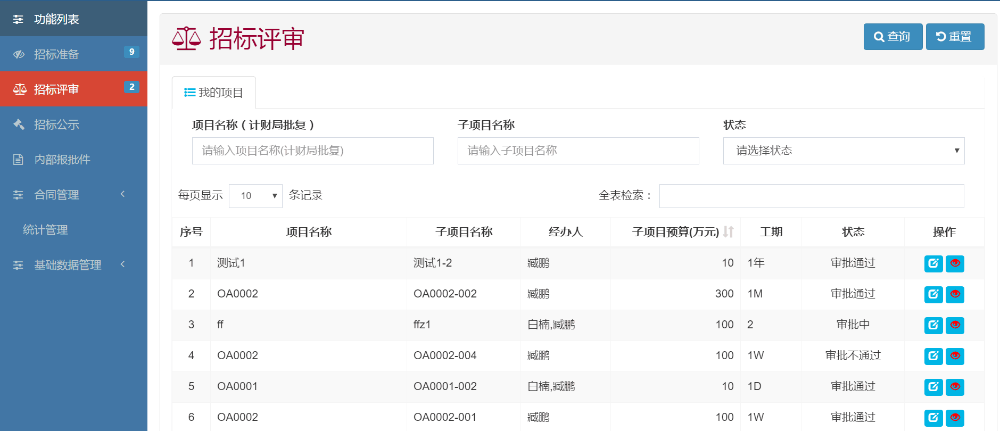 功能列表
招标准备 9
招标评审 2
招标公示
内部报批件
合同管理
统计管理
基础数据管理
招标评审
查询 重置
我的项目
项目名称（计财局批复） 子项目名称 状态
请输入项目名称(计财局批复) 请输入子项目名称 请选择状态
每页显示 10 条记录 全表检索：
序号 项目名称 子项目名称 经办人 子项目预算(万元) 工期 状态 操作
1 测试1 测试1-2 臧鹏 10 1年 审批通过
2 OA0002 OA0002-002 臧鹏 300 1M 审批通过
3 ff ffz1 白楠,臧鹏 100 2 审批中
4 OA0002 OA0002-004 臧鹏 100 1W 审批不通过
5 OA0001 OA0001-002 白楠,臧鹏 10 1D 审批通过
6 OA0002 OA0002-001 臧鹏 100 1W 审批通过